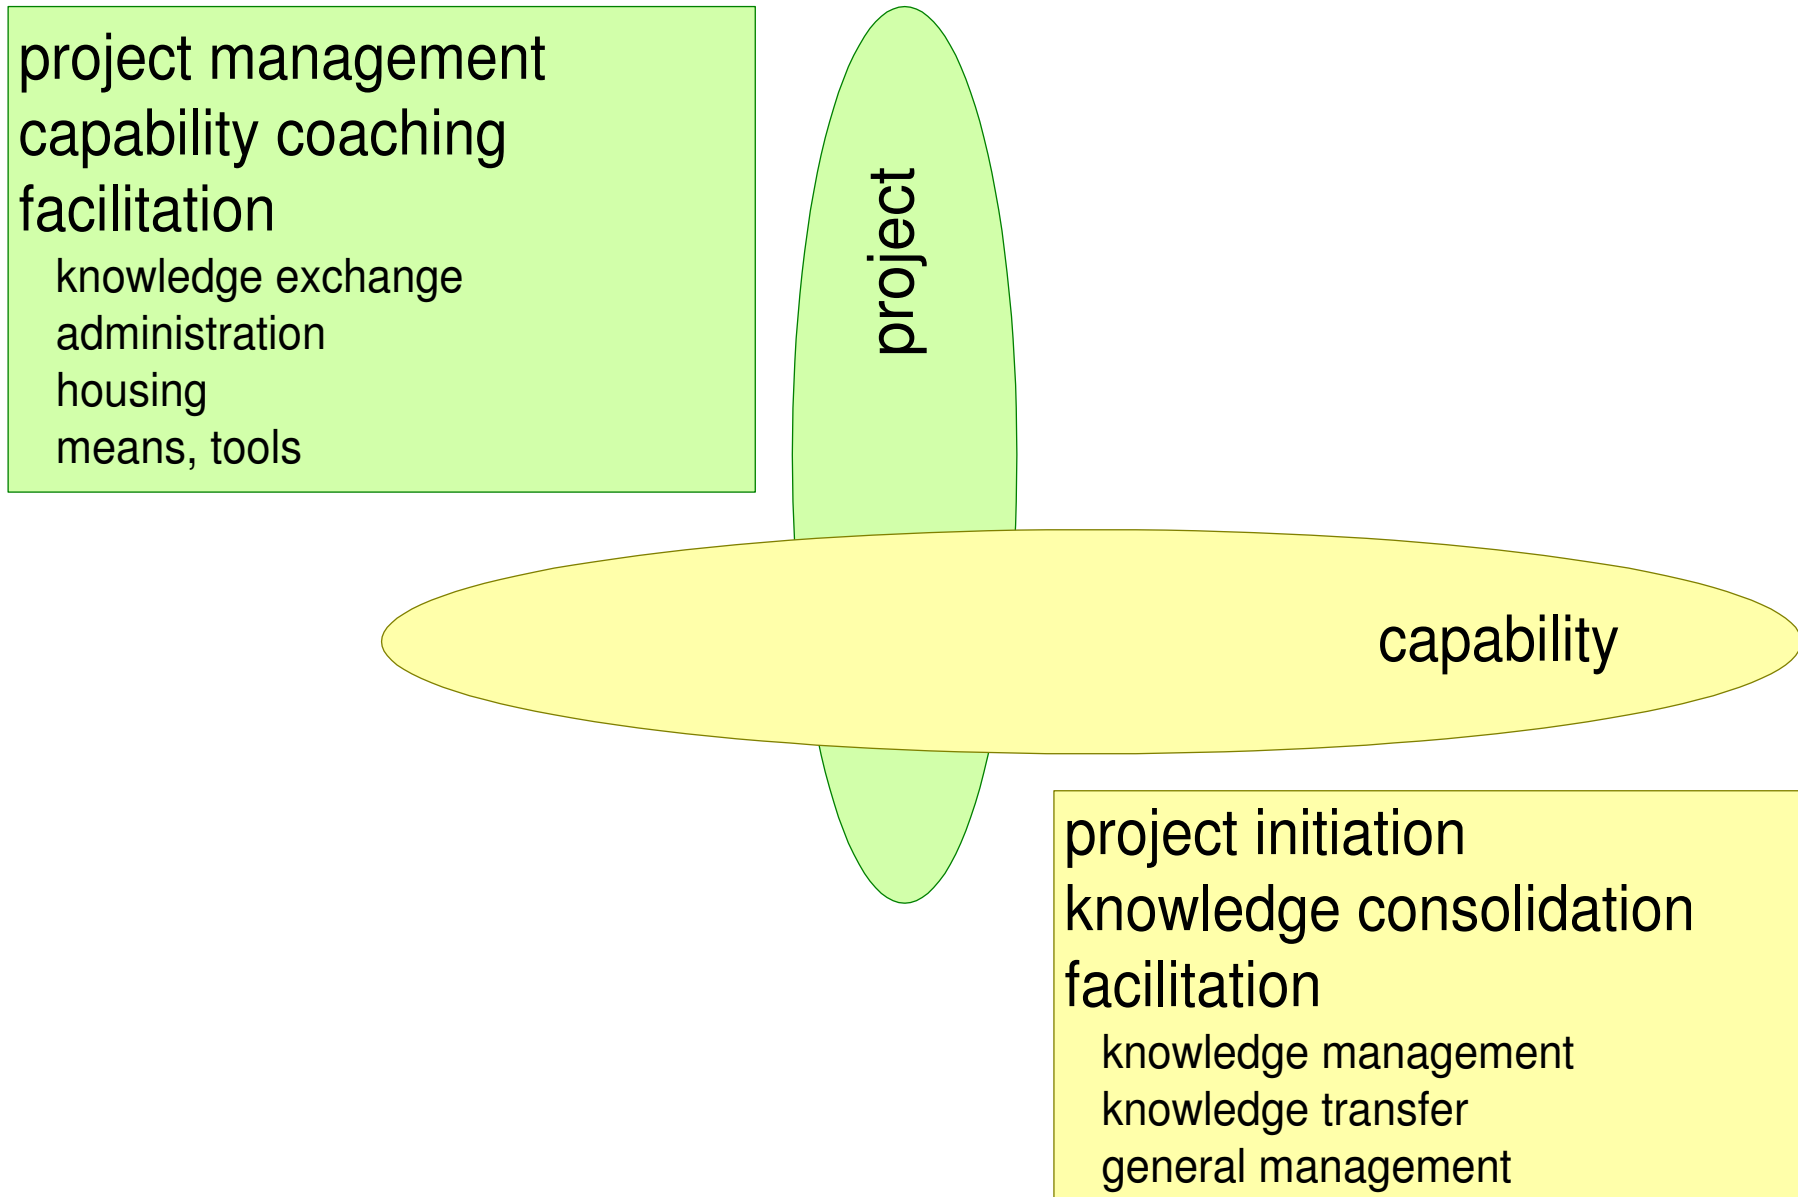 project management
capability coaching
facilitation
knowledge exchange
administration
housing
means, tools
project
capability
project initiation
knowledge consolidation
facilitation
knowledge management
knowledge transfer
general management